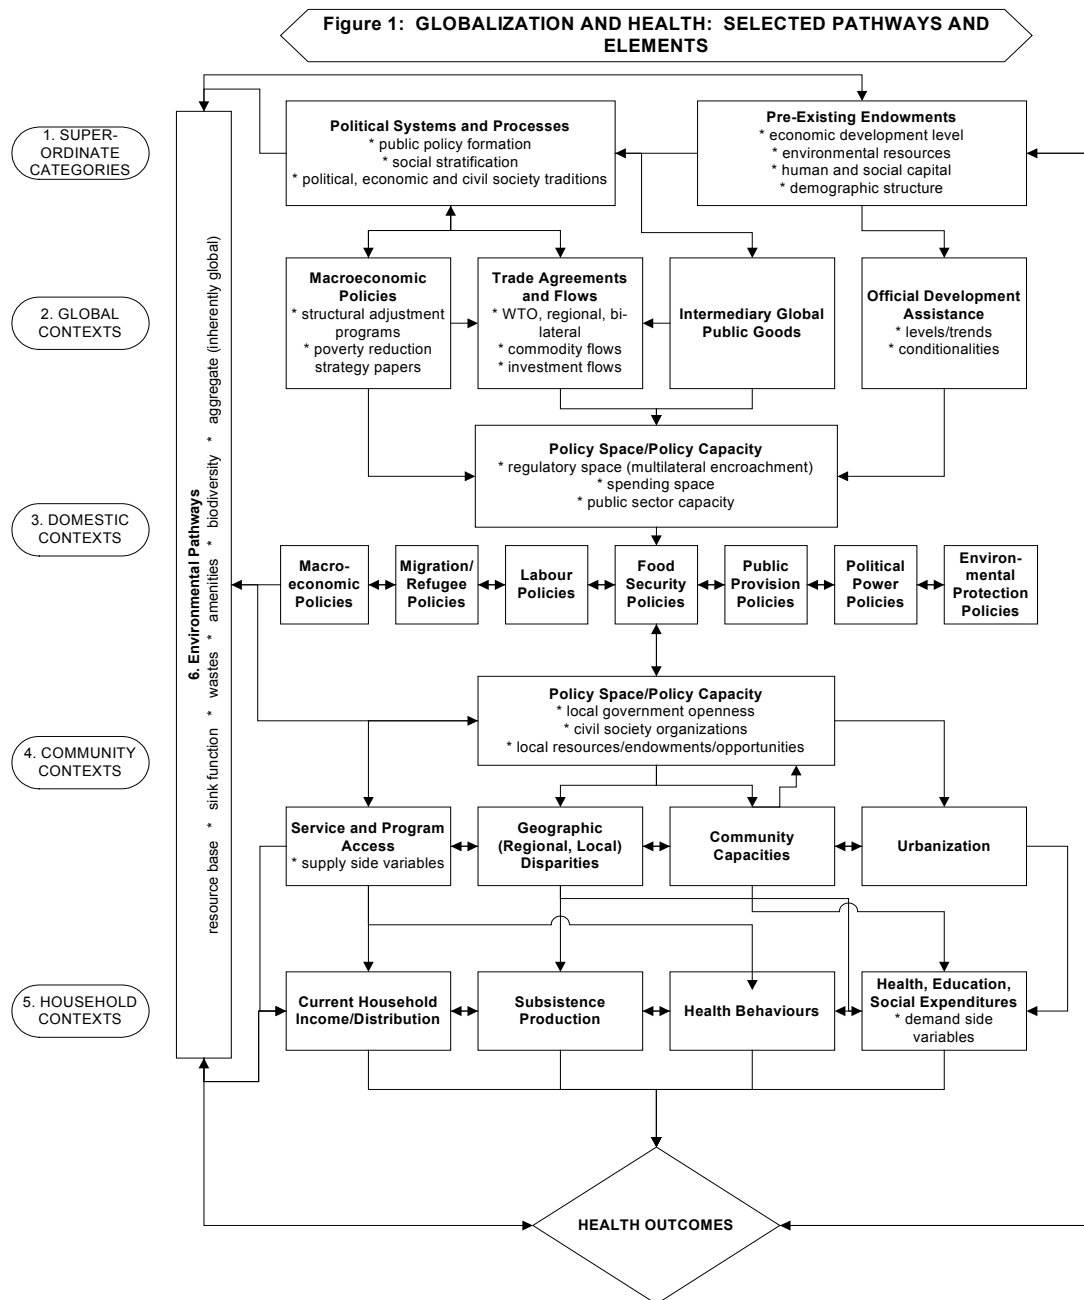 Figure 1:  GLOBALIZATION AND HEALTH:  SELECTED PATHWAYS AND
ELEMENTS
1. SUPER-
ORDINATE
CATEGORIES
Political Systems and Processes
* public policy formation
* social stratification
* political, economic and civil society traditions
Pre-Existing Endowments
* economic development level
* environmental resources
* human and social capital
* demographic structure
2. GLOBAL
CONTEXTS
Macroeconomic
Policies
* structural adjustment
programs
* poverty reduction
strategy papers
Trade Agreements
and Flows
* WTO, regional, bi-
lateral
* commodity flows
* investment flows
Intermediary Global
Public Goods
Official Development
Assistance
* levels/trends
* conditionalities
6. Environmental Pathways
resource base  *  sink function  *  wastes  *  amenities  *  biodiversity  *  aggregate (inherently global)
3. DOMESTIC
CONTEXTS
Policy Space/Policy Capacity
* regulatory space (multilateral encroachment)
* spending space
* public sector capacity
Macro-
economic
Policies
Migration/
Refugee
Policies
Labour
Policies
Food
Security
Policies
Public
Provision
Policies
Political
Power
Policies
Environ-
mental
Protection
Policies
4. COMMUNITY
CONTEXTS
Policy Space/Policy Capacity
* local government openness
* civil society organizations
* local resources/endowments/opportunities
Service and Program
Access
* supply side variables
Geographic
(Regional, Local)
Disparities
Community
Capacities
Urbanization
5. HOUSEHOLD
CONTEXTS
Current Household
Income/Distribution
Subsistence
Production
Health Behaviours
Health, Education,
Social Expenditures
* demand side
variables
HEALTH OUTCOMES